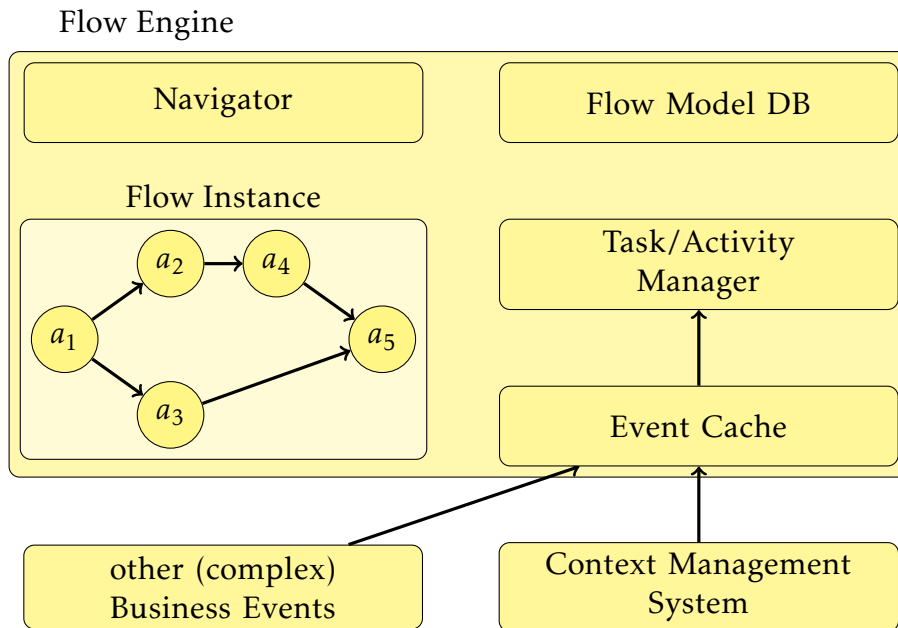 Flow Engine
Navigator
Flow Model DB
Flow Instance
a₂
a₄
a₁
a₅
a₃
Task/Activity
Manager
Event Cache
other (complex)
Business Events
Context Management
System